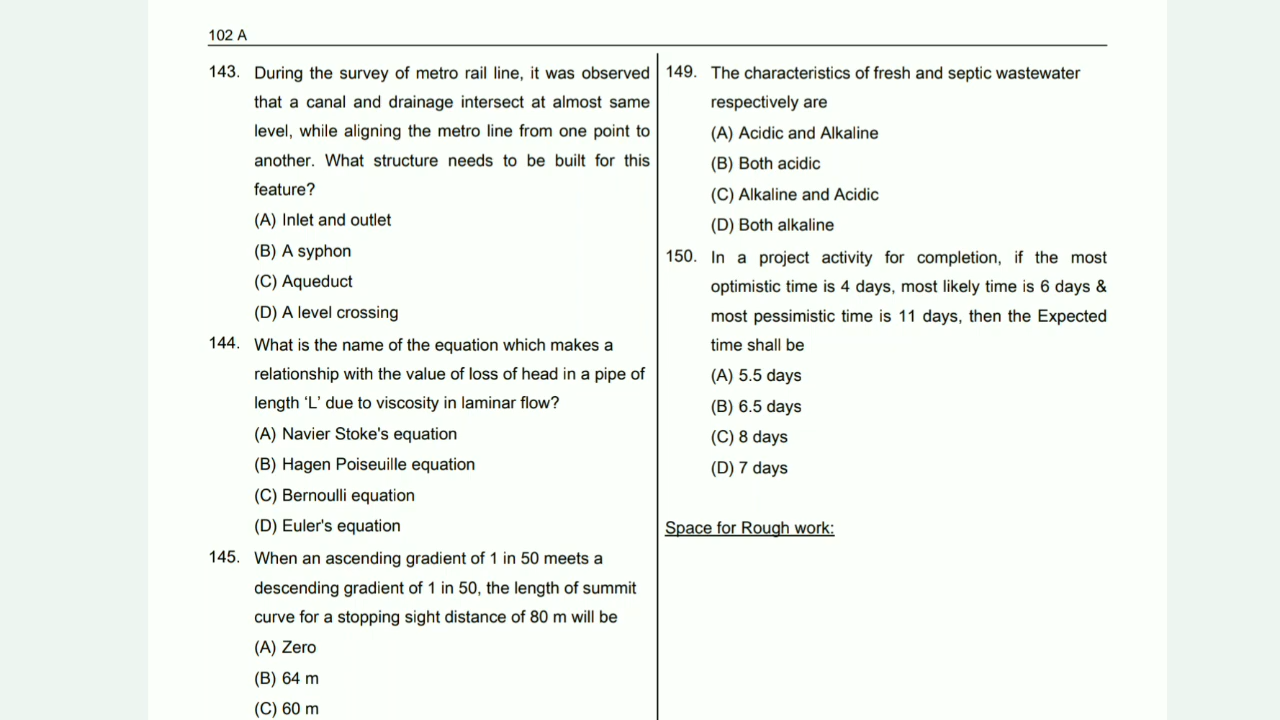 102 A
143. During the survey of metro rail line, it was observed
that a canal and drainage intersect at almost same
level, while aligning the metro line from one point to
another. What structure needs to be built for this
feature?
(A) Inlet and outlet
(B) A syphon
(C) Aqueduct
(D) A level crossing
144. What is the name of the equation which makes a
relationship with the value of loss of head in a pipe of
length ‘L’ due to viscosity in laminar flow?
(A) Navier Stoke's equation
(B) Hagen Poiseuille equation
(C) Bernoulli equation
(D) Euler's equation
145. When an ascending gradient of 1 in 50 meets a
descending gradient of 1 in 50, the length of summit
curve for a stopping sight distance of 80 m will be
(A) Zero
(B) 64 m
(C) 60 m
149. The characteristics of fresh and septic wastewater
respectively are
(A) Acidic and Alkaline
(B) Both acidic
(C) Alkaline and Acidic
(D) Both alkaline
150. In a project activity for completion, if the most
optimistic time is 4 days, most likely time is 6 days &
most pessimistic time is 11 days, then the Expected
time shall be
(A) 5.5 days
(B) 6.5 days
(C) 8 days
(D) 7 days
Space for Rough work: